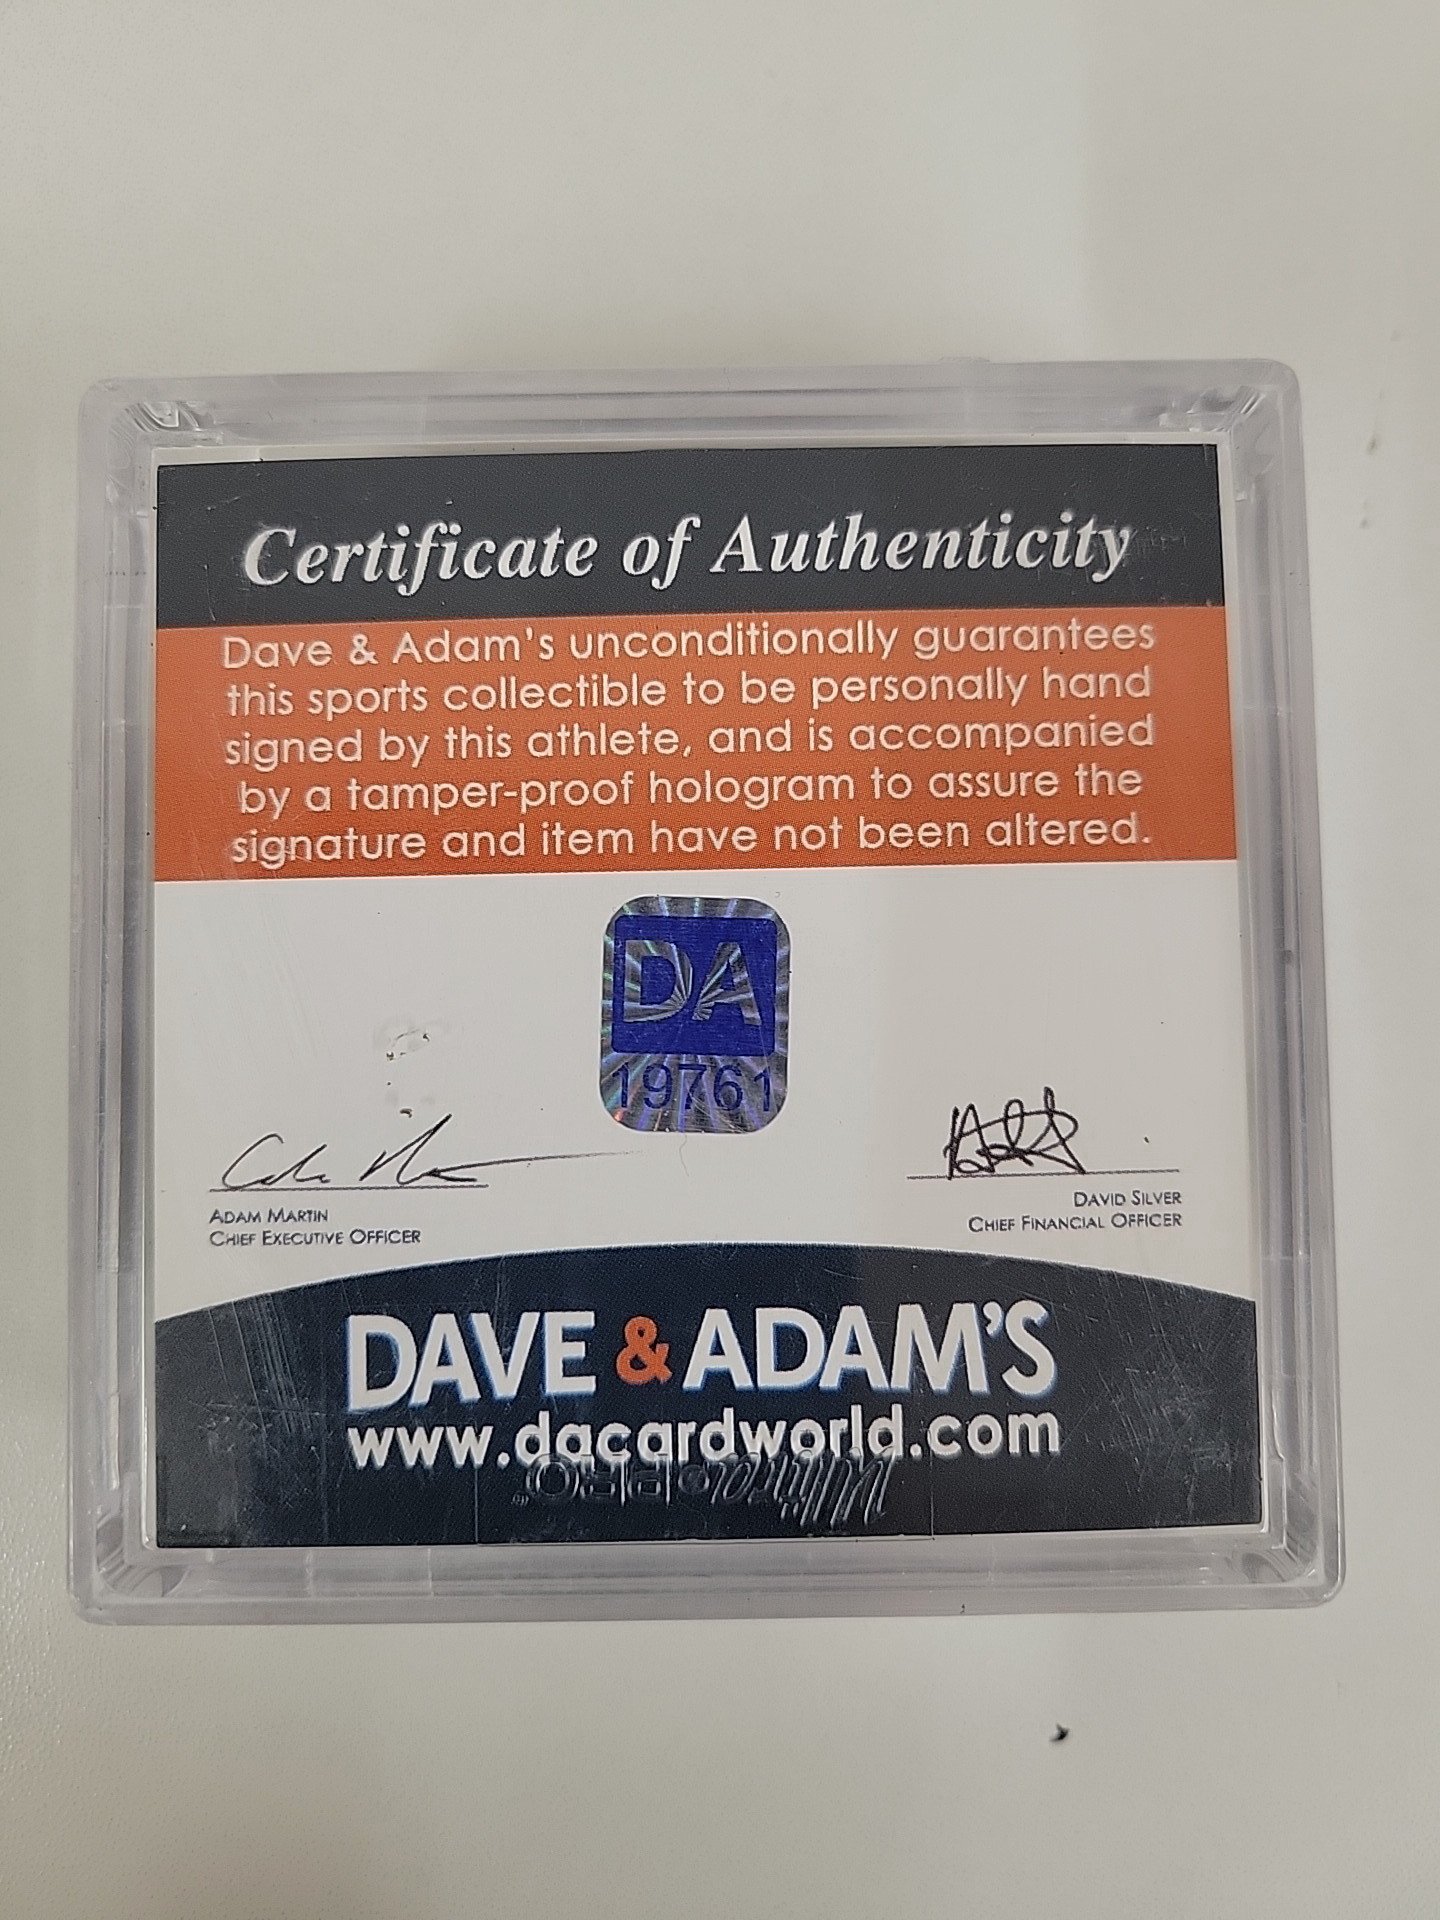 Certificate of Authenticity
Dave & Adam's unconditionally guarantees
this sports collectible to be personally hand
signed by this athlete, and is accompanied
by a tamper-proof hologram to assure the
signature and item have not been altered.
DA
19761
ADAM MARTIN
CHIEF EXECUTIVE OFFICER
DAVID SILVER
CHIEF FINANCIAL OFFICER
DAVE & ADAM'S
www.dacardworld.com
Ultra•PRO